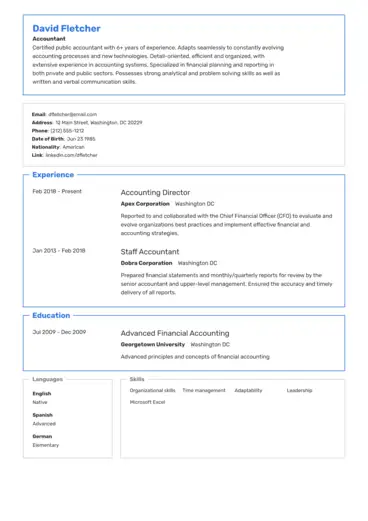 David Fletcher
Accountant
Certified public accountant with 6+ years of experience. Adapts seamlessly to constantly evolving
accounting processes and new technologies. Detail-oriented, efficient and organized, with
extensive experience in accounting systems. Specialized in financial planning and reporting in
both private and public sectors. Possesses strong analytical and problem solving skills as well as
written and verbal communication skills.
Email: dfletcher@email.com
Address: 12 Main Street, Washington, DC 20229
Phone: (212) 555-1212
Date of Birth: Jun 23 1985
Nationality: American
Link: linkedin.com/dfletcher
Experience
Feb 2018 - Present
Accounting Director
Apex Corporation Washington DC
Reported to and collaborated with the Chief Financial Officer (CFO) to evaluate and
evolve organizations best practices and implement effective financial and
accounting strategies.
Jan 2013 - Feb 2018
Staff Accountant
Dobra Corporation Washington DC
Prepared financial statements and monthly/quarterly reports for review by the
senior accountant and upper-level management. Ensured the accuracy and timely
delivery of all reports.
Education
Jul 2009 - Dec 2009
Advanced Financial Accounting
Georgetown University Washington DC
Advanced principles and concepts of financial accounting
Languages
English
Native
Spanish
Advanced
German
Elementary
Skills
Organizational skills Time management Adaptability Leadership
Microsoft Excel